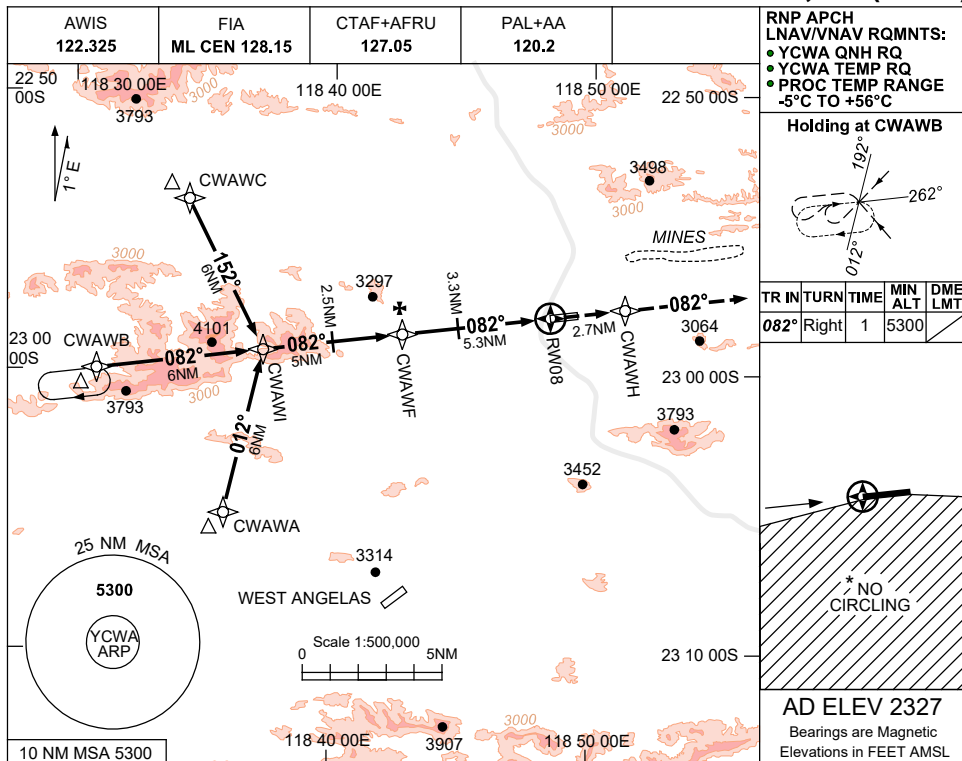 AWIS
122.325
FIA
ML CEN 128.15
CTAF+AFRU
127.05
PAL+AA
120.2
RNP APCH
LNAV/VNAV RQMNTS:
YCWA QNH RQ
YCWA TEMP RQ
PROC TEMP RANGE
-5°C TO +56°C
22 50
00S
118 30 00E
3000
3793
118 40 00E
118 50 00E
3000
22 50 00S
1° E
CWAWC
3498
3000
MINES
152°
6NM
3000
3297
2.5NM
3.3NM
4101
23 00
00S
CWAWB
082°
6NM
082°
5NM
082°
5.3NM
2.7NM
082°
3064
CWAWI
CWAWF
RW08
CWAWH
23 00 00S
3793
3000
012°
6NM
3793
3452
CWAWA
25 NM MSA
5300
YCWA
ARP
3314
WEST ANGELAS
Scale 1:500,000
0
5NM
23 10 00S
3000
3000
118 40 00E
3907
118 50 00E
10 NM MSA 5300
Holding at CWAWB
192°
262°
012°
TR IN TURN TIME MIN ALT DME LMT
082° Right 1 5300
* NO
CIRCLING
AD ELEV 2327
Bearings are Magnetic
Elevations in FEET AMSL